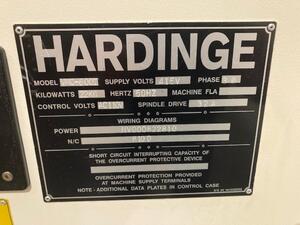 HARDINGE
MODEL SUPPLY VOLTS 415V PHASE
KILOWATTS HERTZ 50HZ MACHINE FLA
CONTROL VOLTS SPINDLE DRIVE
WIRING DIAGRAMS
POWER
N/C
SHORT CIRCUIT INTERRUPTING CAPACITY OF
THE OVERCURRENT PROTECTIVE DEVICE
OVERCURRENT PROTECTION PROVIDED
AT MACHINE SUPPLY TERMINALS
NOTE - ADDITIONAL DATA PLATES IN CONTROL CASE